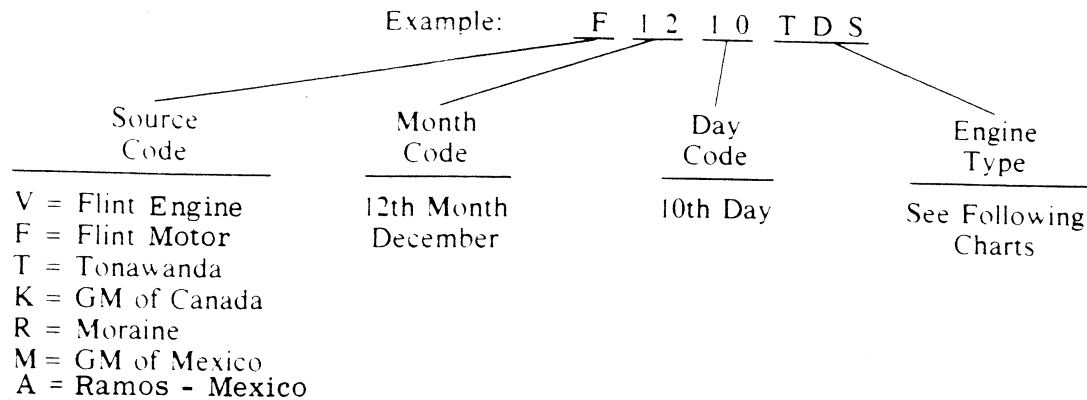 Example: F 1 2 1 0 T D S
Source Code
Month Code
Day Code
Engine Type
V = Flint Engine
F = Flint Motor
T = Tonawanda
K = GM of Canada
R = Moraine
M = GM of Mexico
A = Ramos - Mexico
12th Month
December
10th Day
See Following
Charts